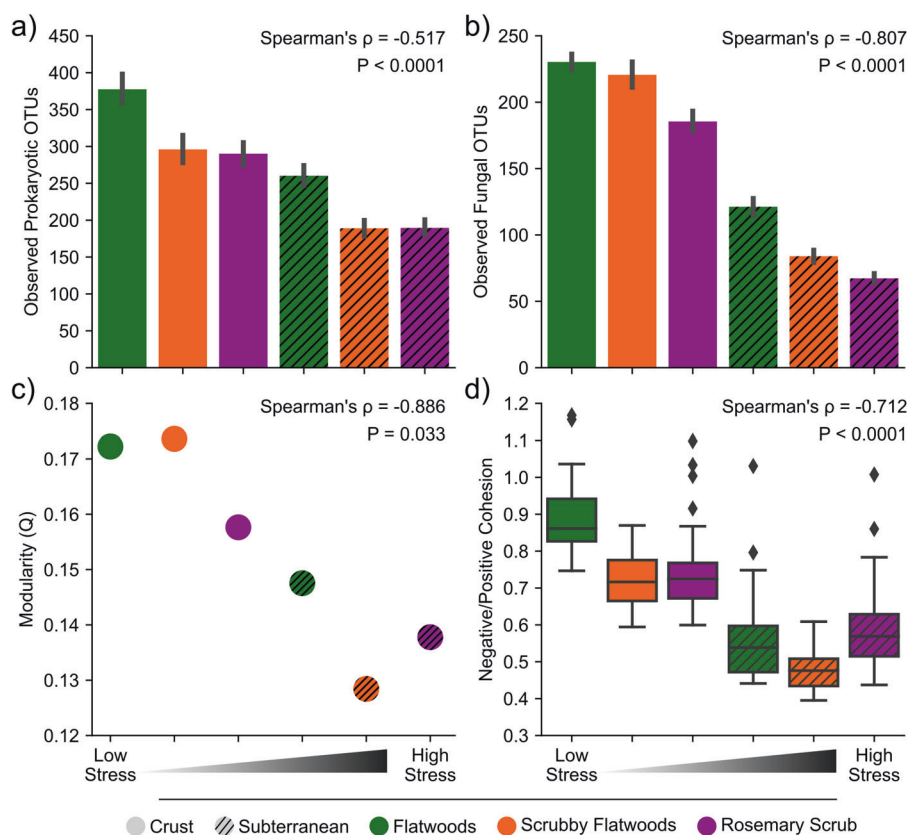 a)
Spearman's ρ = -0.517
P < 0.0001
Observed Prokaryotic OTUs
450
400
350
300
250
200
150
100
50
0
b)
Spearman's ρ = -0.807
P < 0.0001
Observed Fungal OTUs
250
200
150
100
50
0
c)
Spearman's ρ = -0.886
P = 0.033
Modularity (Q)
0.18
0.17
0.16
0.15
0.14
0.13
0.12
Low
Stress
High
Stress
d)
Spearman's ρ = -0.712
P < 0.0001
Negative/Positive Cohesion
1.2
1.1
1.0
0.9
0.8
0.7
0.6
0.5
0.4
0.3
Low
Stress
High
Stress
Crust Subterranean Flatwoods Scrubby Flatwoods Rosemary Scrub